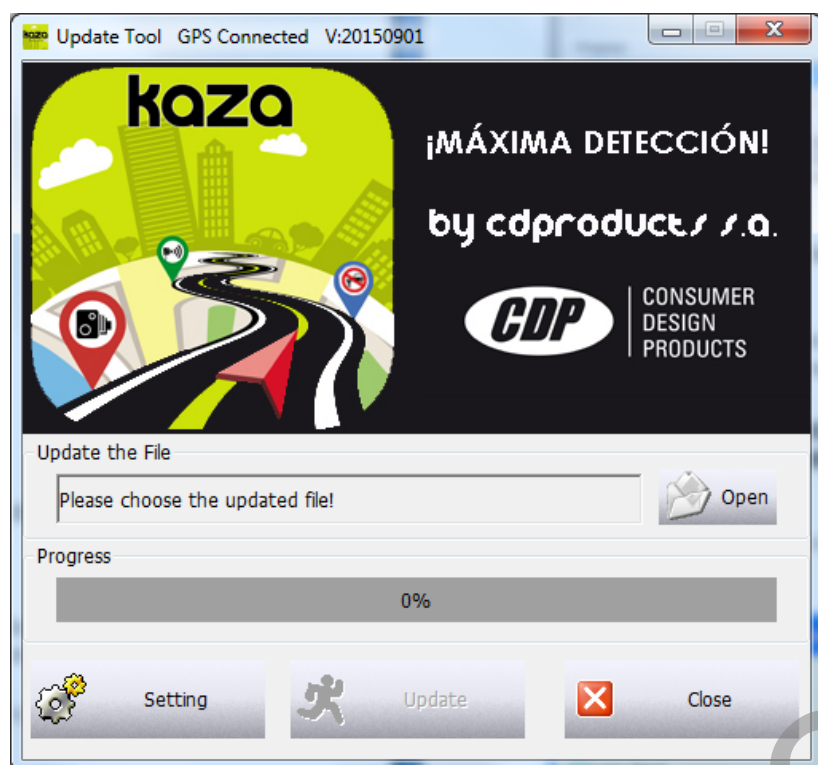 kaza Update Tool GPS Connected V:20150901
kaza
¡MÁXIMA DETECCIÓN!
by cdproducts s.a.
CDP
CONSUMER
DESIGN
PRODUCTS
Update the File
Please choose the updated file!
Open
Progress
0%
Setting
Update
Close